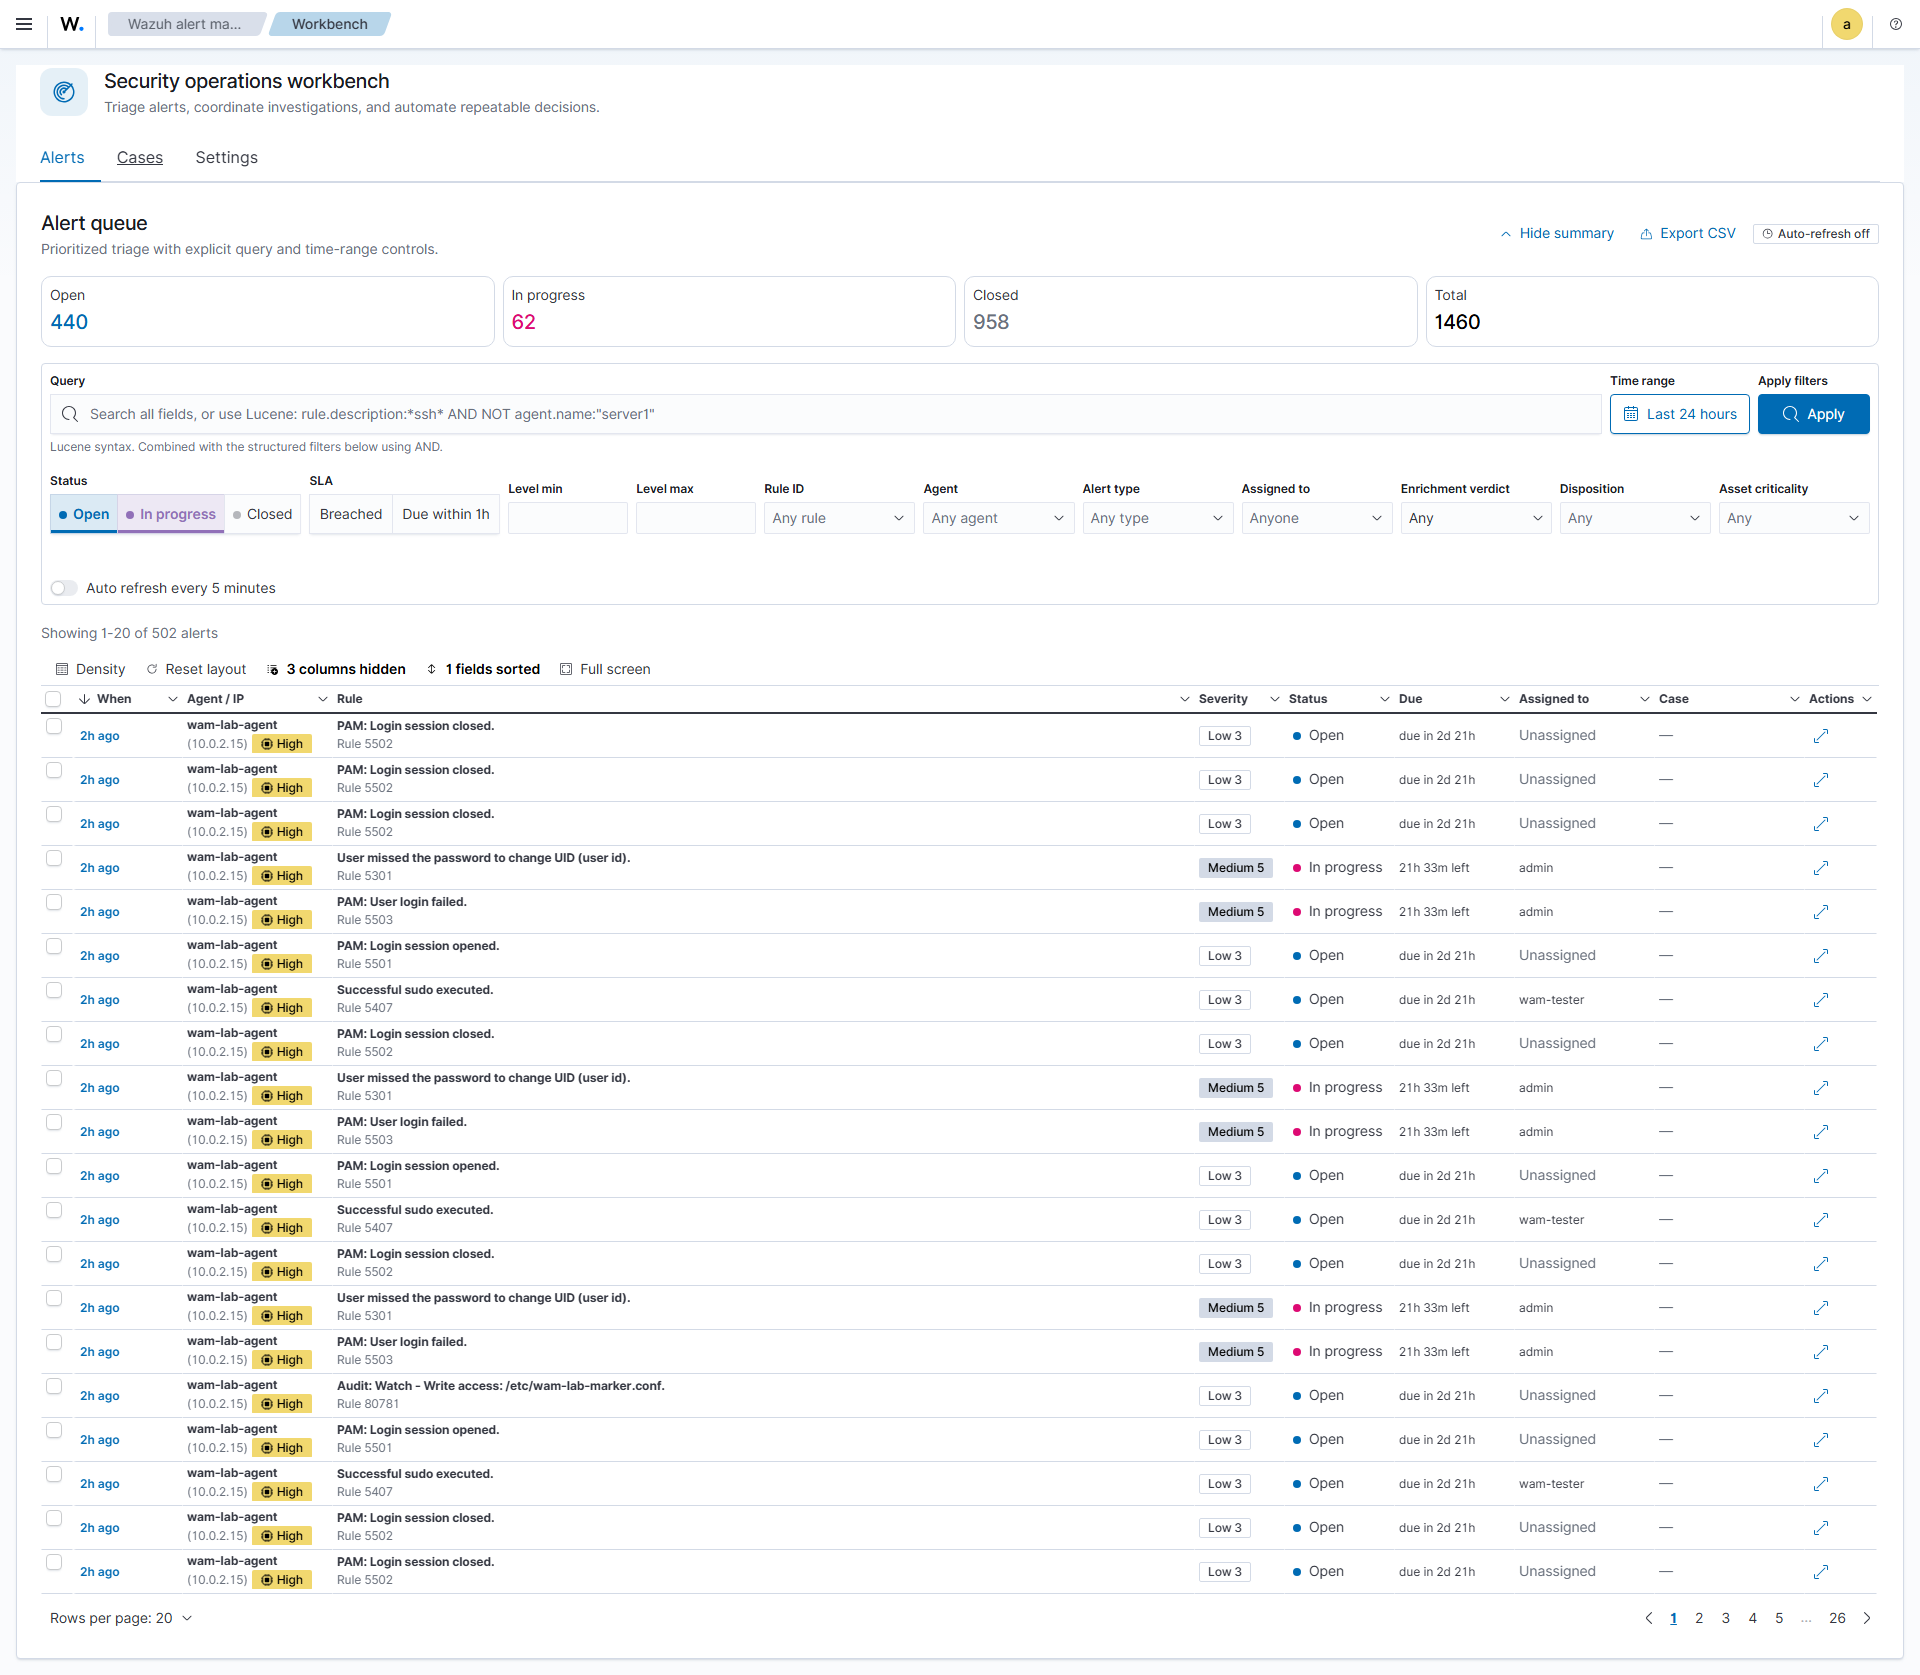 W.
Wazuh alert ma...
Workbench
a
Security operations workbench
Triage alerts, coordinate investigations, and automate repeatable decisions.
Alerts Cases Settings
Alert queue
Prioritized triage with explicit query and time-range controls.
Hide summary Export CSV Auto-refresh off
Open In progress Closed Total
440 62 958 1460
Query Time range Apply filters
Search all fields, or use Lucene: rule.description:*ssh* AND NOT agent.name:"server1" Last 24 hours Apply
Lucene syntax. Combined with the structured filters below using AND.
Status SLA Level min Level max Rule ID Agent Alert type Assigned to Enrichment verdict Disposition Asset criticality
Open In progress Closed Breached Due within 1h Any rule Any agent Any type Anyone Any Any Any
Auto refresh every 5 minutes
Showing 1-20 of 502 alerts
Density Reset layout 3 columns hidden 1 fields sorted Full screen
When Agent / IP Rule Severity Status Due Assigned to Case Actions
wam-lab-agent PAM: Login session closed.
2h ago (10.0.2.15) High Rule 5502 Low 3 Open due in 2d 21h Unassigned —
wam-lab-agent PAM: Login session closed.
2h ago (10.0.2.15) High Rule 5502 Low 3 Open due in 2d 21h Unassigned —
wam-lab-agent PAM: Login session closed.
2h ago (10.0.2.15) High Rule 5502 Low 3 Open due in 2d 21h Unassigned —
wam-lab-agent User missed the password to change UID (user id).
2h ago (10.0.2.15) High Rule 5301 Medium 5 In progress 21h 33m left admin —
wam-lab-agent PAM: User login failed.
2h ago (10.0.2.15) High Rule 5503 Medium 5 In progress 21h 33m left admin —
wam-lab-agent PAM: Login session opened.
2h ago (10.0.2.15) High Rule 5501 Low 3 Open due in 2d 21h Unassigned —
wam-lab-agent Successful sudo executed.
2h ago (10.0.2.15) High Rule 5407 Low 3 Open due in 2d 21h wam-tester —
wam-lab-agent PAM: Login session closed.
2h ago (10.0.2.15) High Rule 5502 Low 3 Open due in 2d 21h Unassigned —
wam-lab-agent User missed the password to change UID (user id).
2h ago (10.0.2.15) High Rule 5301 Medium 5 In progress 21h 33m left admin —
wam-lab-agent PAM: User login failed.
2h ago (10.0.2.15) High Rule 5503 Medium 5 In progress 21h 33m left admin —
wam-lab-agent PAM: Login session opened.
2h ago (10.0.2.15) High Rule 5501 Low 3 Open due in 2d 21h Unassigned —
wam-lab-agent Successful sudo executed.
2h ago (10.0.2.15) High Rule 5407 Low 3 Open due in 2d 21h wam-tester —
wam-lab-agent PAM: Login session closed.
2h ago (10.0.2.15) High Rule 5502 Low 3 Open due in 2d 21h Unassigned —
wam-lab-agent User missed the password to change UID (user id).
2h ago (10.0.2.15) High Rule 5301 Medium 5 In progress 21h 33m left admin —
wam-lab-agent PAM: User login failed.
2h ago (10.0.2.15) High Rule 5503 Medium 5 In progress 21h 33m left admin —
wam-lab-agent Audit: Watch - Write access: /etc/wam-lab-marker.conf.
2h ago (10.0.2.15) High Rule 80781 Low 3 Open due in 2d 21h Unassigned —
wam-lab-agent PAM: Login session opened.
2h ago (10.0.2.15) High Rule 5501 Low 3 Open due in 2d 21h Unassigned —
wam-lab-agent Successful sudo executed.
2h ago (10.0.2.15) High Rule 5407 Low 3 Open due in 2d 21h wam-tester —
wam-lab-agent PAM: Login session closed.
2h ago (10.0.2.15) High Rule 5502 Low 3 Open due in 2d 21h Unassigned —
wam-lab-agent PAM: Login session closed.
2h ago (10.0.2.15) High Rule 5502 Low 3 Open due in 2d 21h Unassigned —
Rows per page: 20 1 2 3 4 5 ... 26